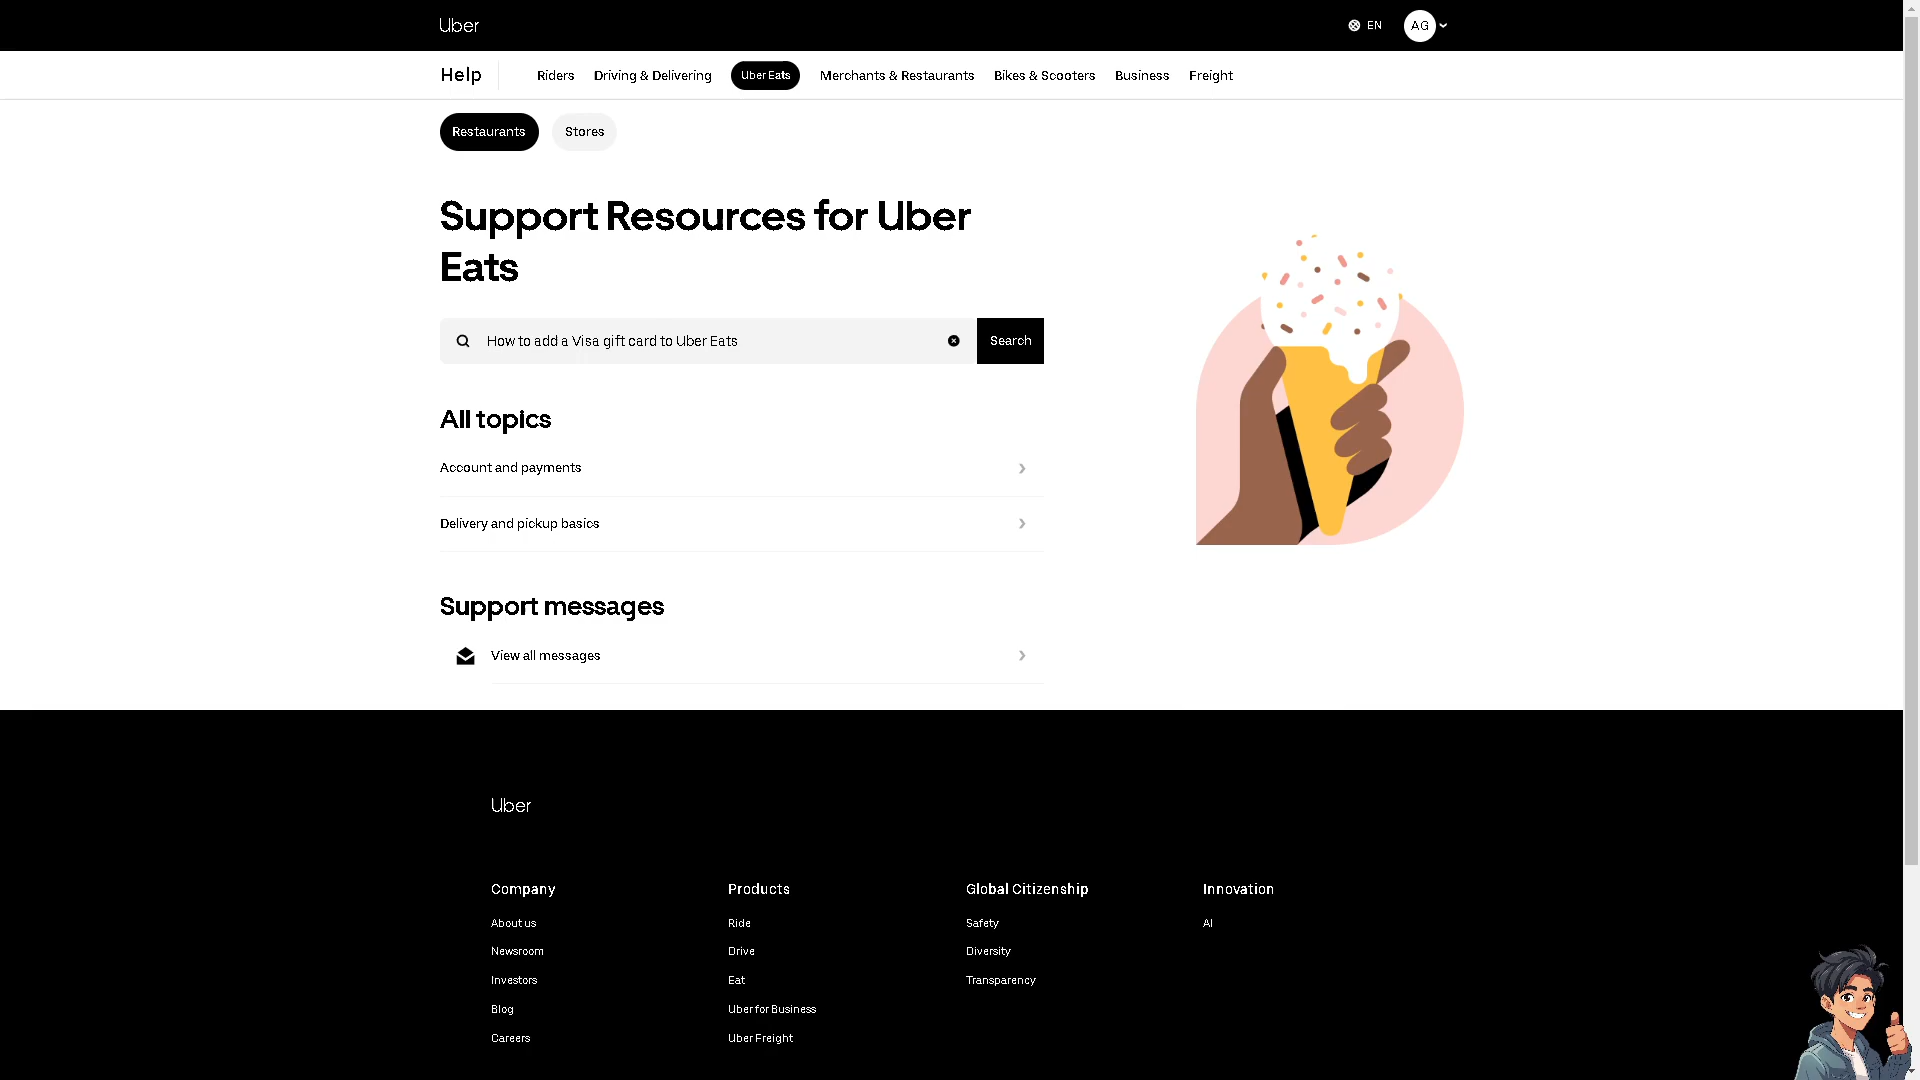 Uber
EN
AG
Help
Riders
Driving & Delivering
Uber Eats
Merchants & Restaurants
Bikes & Scooters
Business
Freight
Restaurants
Stores
Support Resources for Uber
Eats
How to add a Visa gift card to Uber Eats
Search
All topics
Account and payments
Delivery and pickup basics
Support messages
View all messages
Uber
Company
About us
Newsroom
Investors
Blog
Careers
Products
Ride
Drive
Eat
Uber for Business
Uber Freight
Global Citizenship
Safety
Diversity
Transparency
Innovation
AI